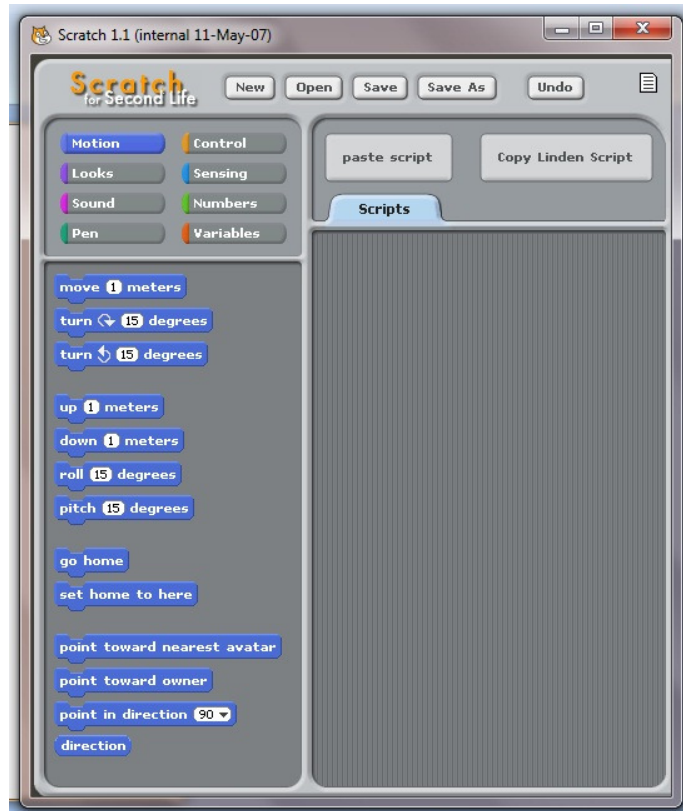 Scratch 1.1 (internal 11-May-07)
Scratch
for Second Life
New Open Save Save As Undo
Motion Control
Looks Sensing
Sound Numbers
Pen Variables
paste script Copy Linden Script
Scripts
move 1 meters
turn 15 degrees
turn 15 degrees
up 1 meters
down 1 meters
roll 15 degrees
pitch 15 degrees
go home
set home to here
point toward nearest avatar
point toward owner
point in direction 90
direction